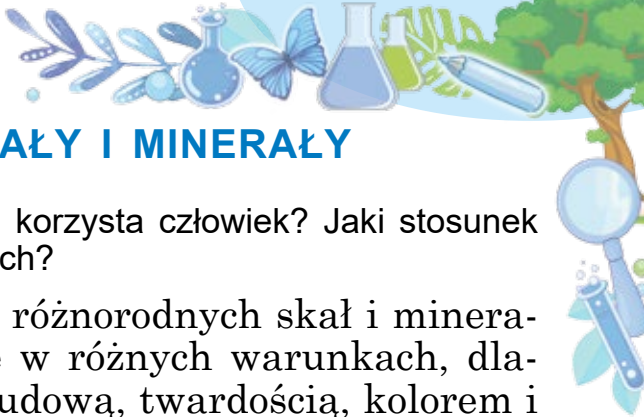 AŁY I MINERAŁY
korzysta człowiek? Jaki stosunek
ch?
różnorodnych skał i minera-
w różnych warunkach, dla-
udową, twardością, kolorem i